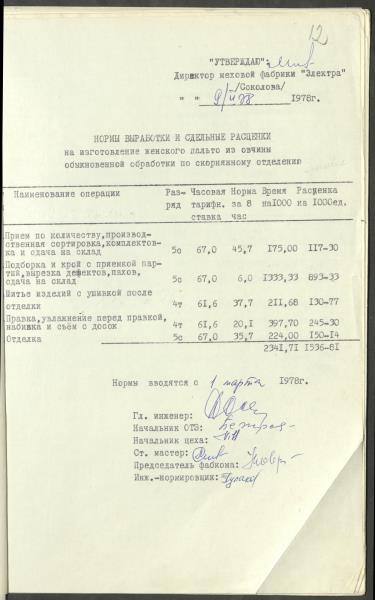 12
"УТВЕРЖДАЮ":
Директор меховой фабрики "Электра"
/Соколова/
" " 1978г.
НОРМЫ ВЫРАБОТКИ И СДЕЛЬНЫЕ РАСЦЕНКИ
на изготовление женского пальто из овчины
обыкновенной обработки по скорняжному отделению
Наименование операции Раз- Часовая Норма Время Расценка
ряд тарифн. за 8 на1000 на 1000ед.
ставка час
Прием по количеству,производ-
ственная сортировка,комплектов-
ка и сдача на склад 5с 67,0 45,7 175,00 117-30
Подборка и крой с приемкой пар-
тий,вырезка дефектов,пахов,
сдача на склад 5с 67,0 6,0 1333,33 893-33
Шитье изделий с ушивкой после
отделки 4т 61,6 37,7 211,68 130-77
Правка,увлажнение перед правкой,
набивка и съём с досок 4т 61,6 20,1 397,70 245-30
Отделка 5с 67,0 35,7 224,00 150-14
2341,71 1536-81
Нормы вводятся с 1 марта 1978г.
Гл. инженер:
Начальник ОТЗ:
Начальник цеха:
Ст. мастер:
Председатель фабкома:
Инж.-нормировщик: